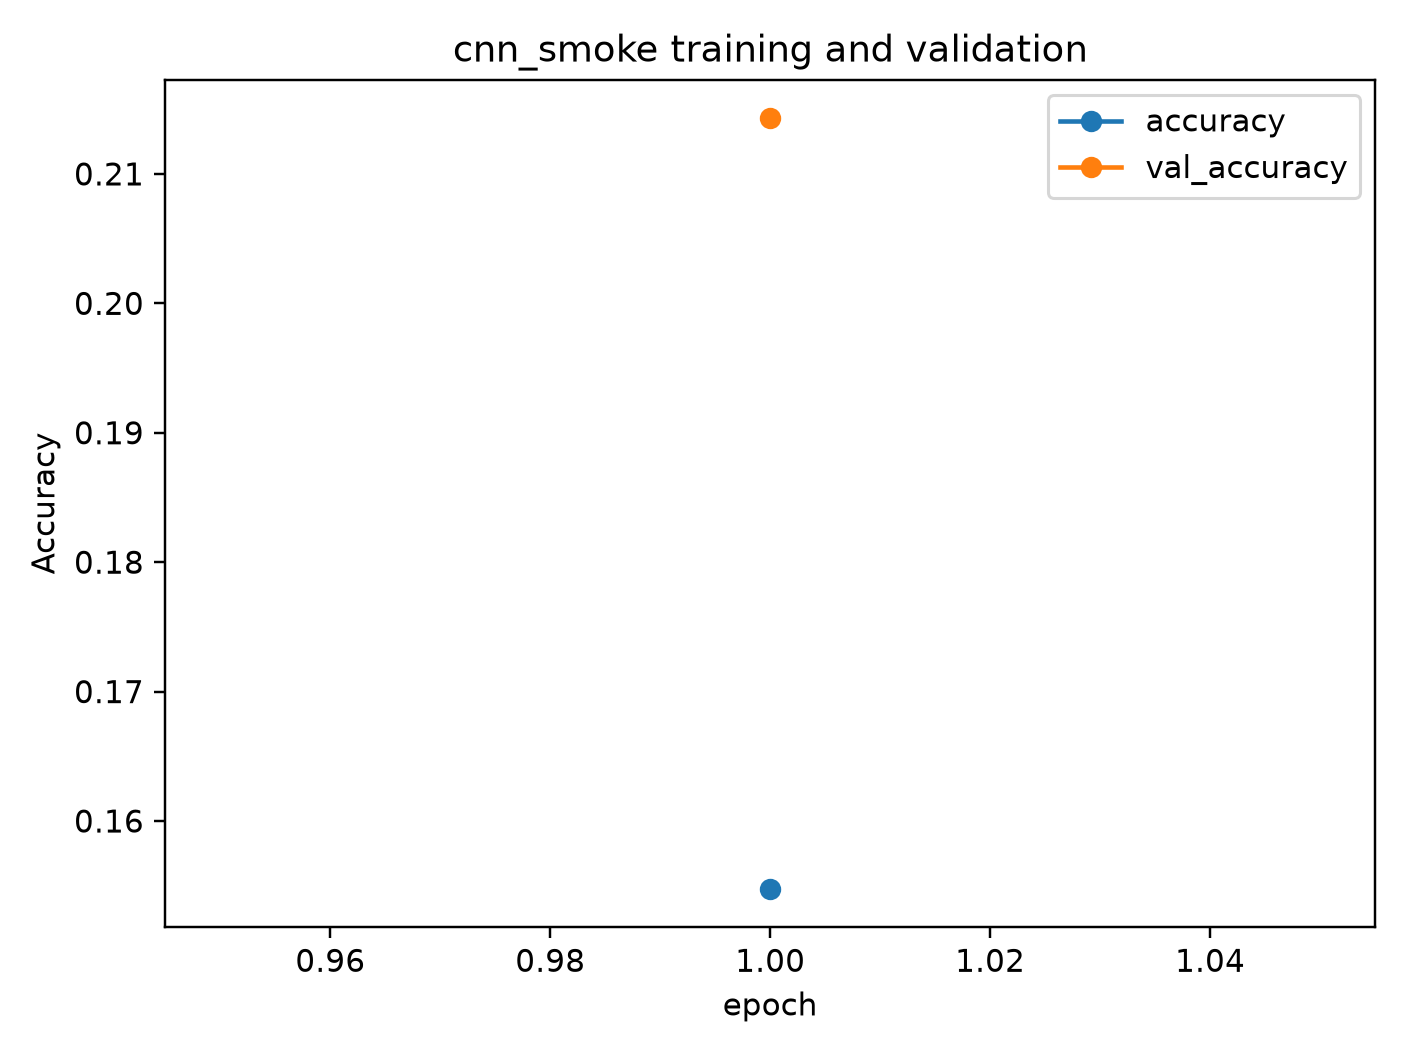 cnn_smoke training and validation
accuracy
val_accuracy
0.21
0.20
0.19
0.18
0.17
0.16
Accuracy
0.96 0.98 1.00 1.02 1.04
epoch